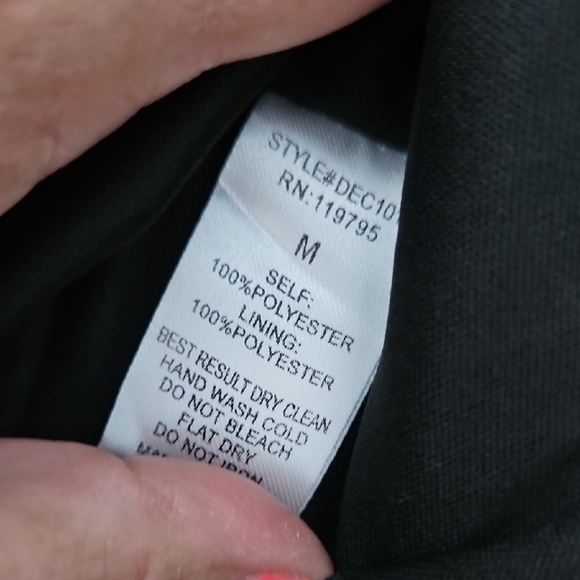 STYLE#DEC10
RN:119795
M
SELF:
100%POLYESTER
LINING:
100%POLYESTER
BEST RESULT DRY CLEAN
HAND WASH COLD
DO NOT BLEACH
FLAT DRY
DO NOT IRON